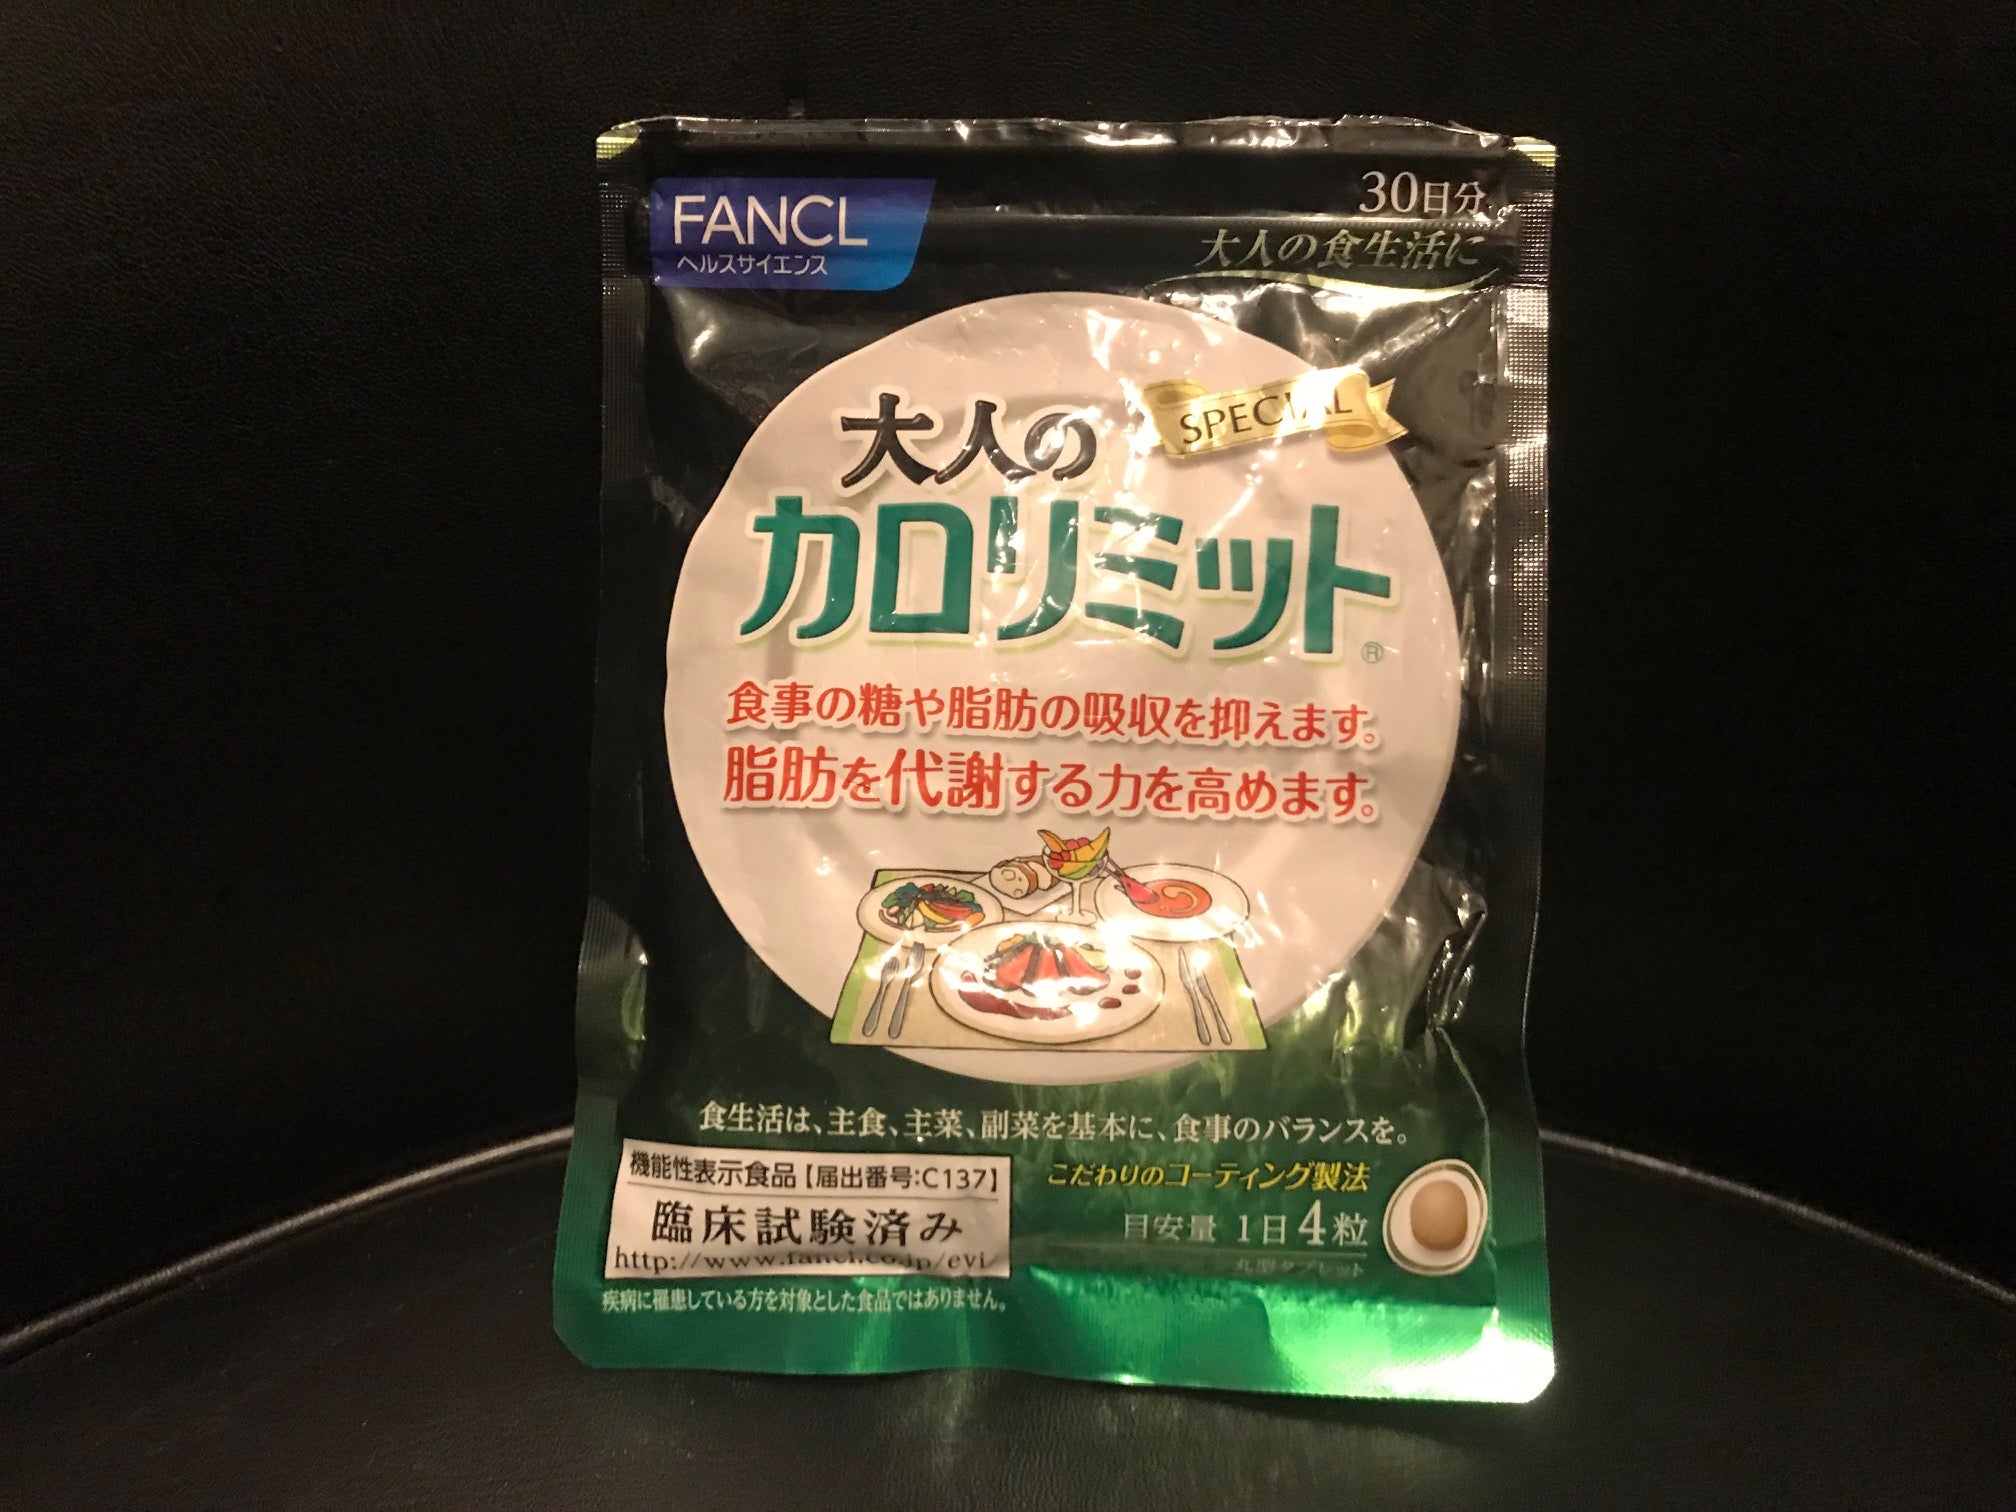 FANCL
ヘルスサイエンス
30日分
大人の食生活に
SPECIAL
大人の
カロリミット®
食事の糖や脂肪の吸収を抑えます。
脂肪を代謝する力を高めます。
食生活は、主食、主菜、副菜を基本に、食事のバランスを。
機能性表示食品【届出番号:C137】
臨床試験済み
http://www.fancl.co.jp/evi/
疾病に罹患している方を対象とした食品ではありません。
こだわりのコーティング製法
目安量 1日4粒
丸型タブレット